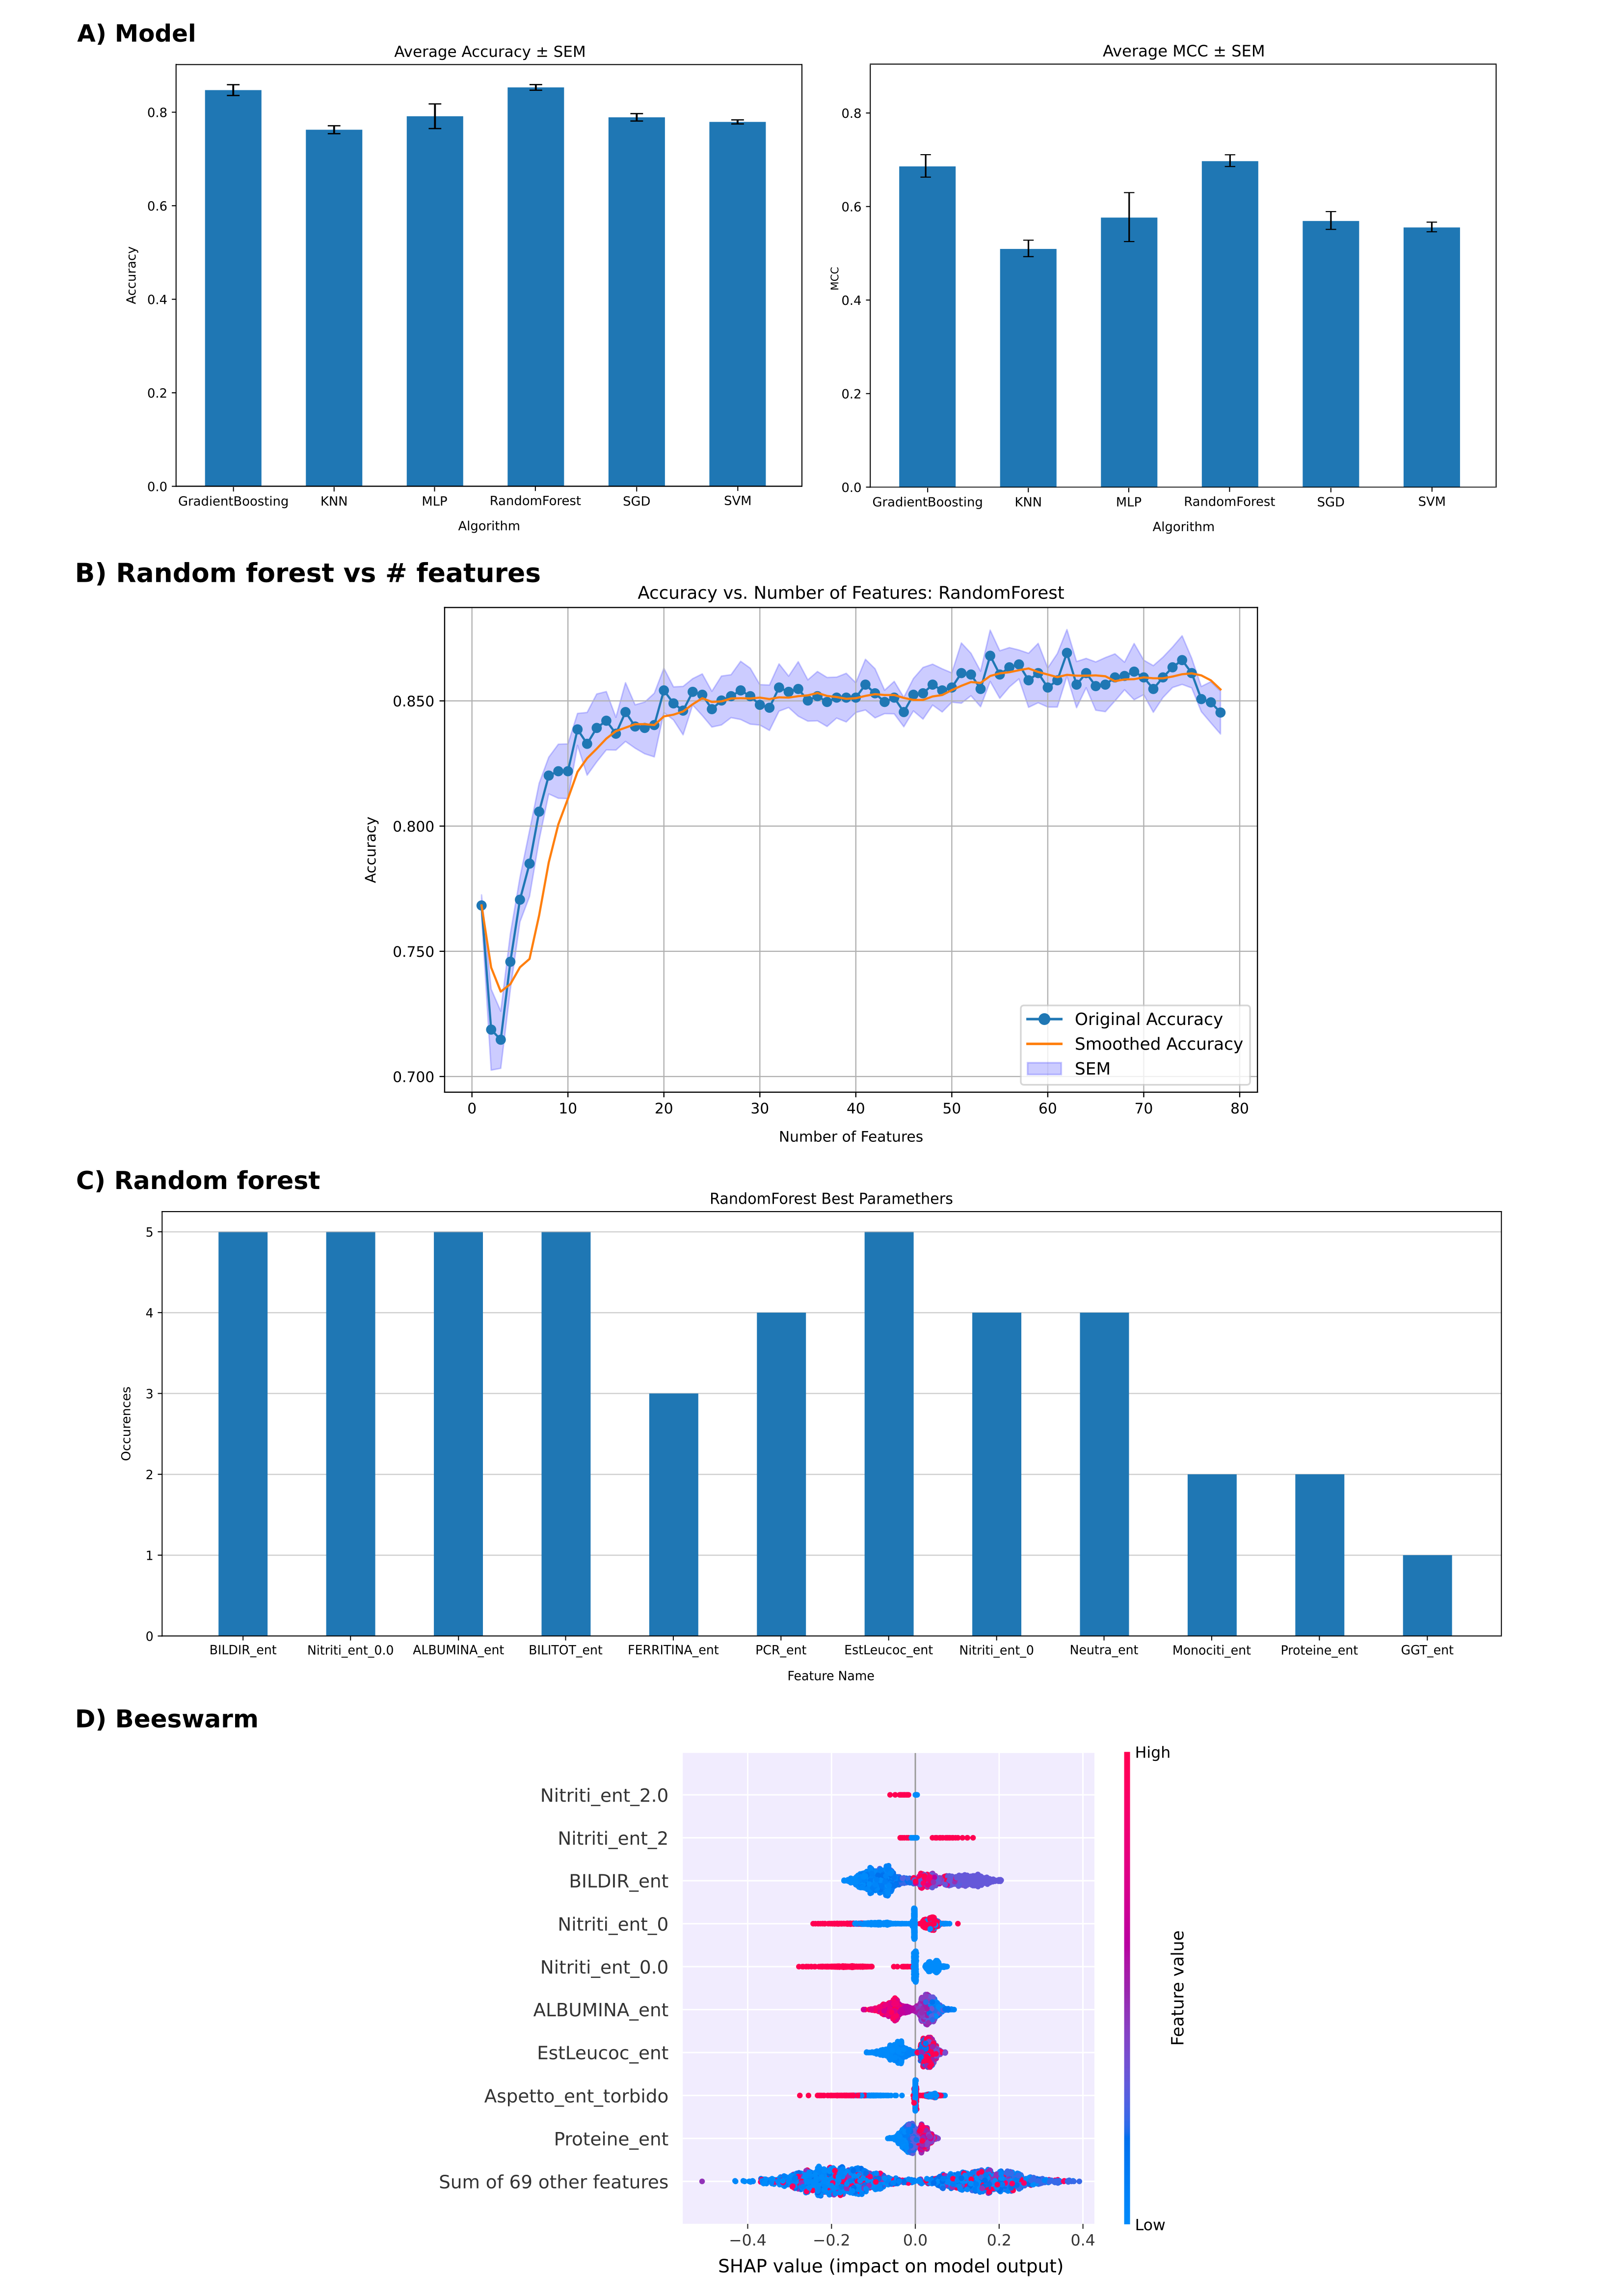 A) Model
Average Accuracy ± SEM
Accuracy
0.8
0.6
0.4
0.2
0.0
GradientBoosting KNN MLP RandomForest SGD SVM
Algorithm
Average MCC ± SEM
MCC
0.8
0.6
0.4
0.2
0.0
GradientBoosting KNN MLP RandomForest SGD SVM
Algorithm
B) Random forest vs # features
Accuracy vs. Number of Features: RandomForest
Accuracy
0.850
0.800
0.750
0.700
Original Accuracy
Smoothed Accuracy
SEM
0 10 20 30 40 50 60 70 80
Number of Features
C) Random forest
RandomForest Best Paramethers
Occurences
5
4
3
2
1
0
BILDIR_ent Nitriti_ent_0.0 ALBUMINA_ent BILITOT_ent FERRITINA_ent PCR_ent EstLeucoc_ent Nitriti_ent_0 Neutra_ent Monociti_ent Proteine_ent GGT_ent
Feature Name
D) Beeswarm
Nitriti_ent_2.0
Nitriti_ent_2
BILDIR_ent
Nitriti_ent_0
Nitriti_ent_0.0
ALBUMINA_ent
EstLeucoc_ent
Aspetto_ent_torbido
Proteine_ent
Sum of 69 other features
−0.4 −0.2 0.0 0.2 0.4
SHAP value (impact on model output)
High
Feature value
Low